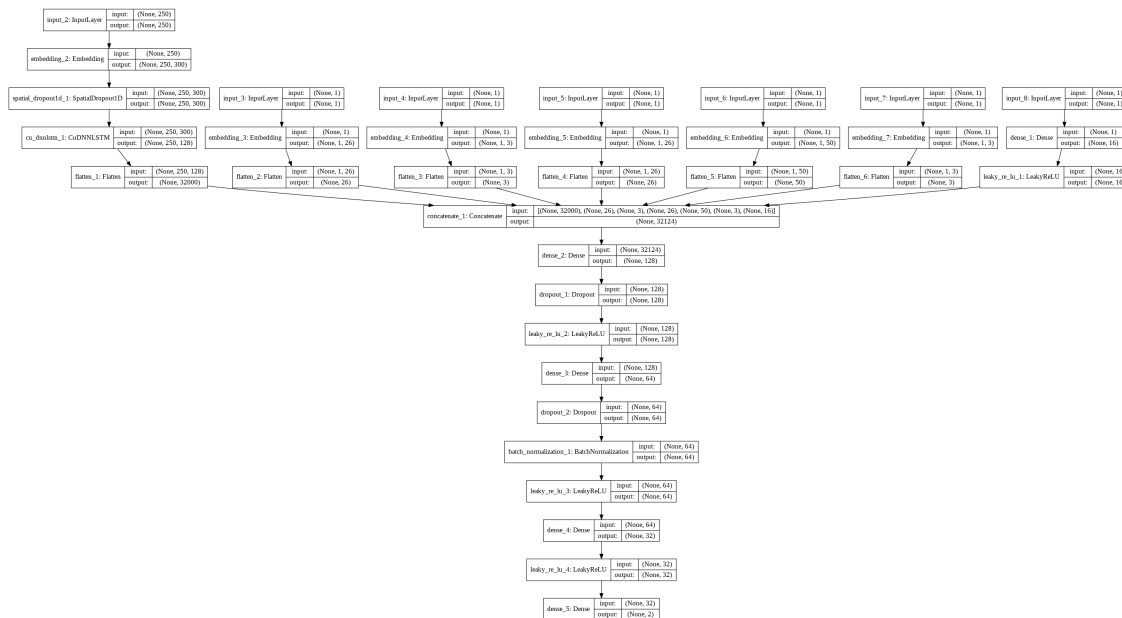 input_2: InputLayer input: (None, 250)
output: (None, 250)
embedding_2: Embedding input: (None, 250)
output: (None, 250, 300)
spatial_dropout1d_1: SpatialDropout1D input: (None, 250, 300)
output: (None, 250, 300)
input_3: InputLayer input: (None, 1)
output: (None, 1)
input_4: InputLayer input: (None, 1)
output: (None, 1)
input_5: InputLayer input: (None, 1)
output: (None, 1)
input_6: InputLayer input: (None, 1)
output: (None, 1)
input_7: InputLayer input: (None, 1)
output: (None, 1)
input_8: InputLayer input: (None, 1)
output: (None, 1)
cu_dnnlstm_1: CuDNNLSTM input: (None, 250, 300)
output: (None, 250, 128)
embedding_3: Embedding input: (None, 1)
output: (None, 1, 26)
embedding_4: Embedding input: (None, 1)
output: (None, 1, 3)
embedding_5: Embedding input: (None, 1)
output: (None, 1, 26)
embedding_6: Embedding input: (None, 1)
output: (None, 1, 50)
embedding_7: Embedding input: (None, 1)
output: (None, 1, 3)
dense_1: Dense input: (None, 1)
output: (None, 16)
flatten_1: Flatten input: (None, 250, 128)
output: (None, 32000)
flatten_2: Flatten input: (None, 1, 26)
output: (None, 26)
flatten_3: Flatten input: (None, 1, 3)
output: (None, 3)
flatten_4: Flatten input: (None, 1, 26)
output: (None, 26)
flatten_5: Flatten input: (None, 1, 50)
output: (None, 50)
flatten_6: Flatten input: (None, 1, 3)
output: (None, 3)
leaky_re_lu_1: LeakyReLU input: (None, 16
output: (None, 16
concatenate_1: Concatenate input: [(None, 32000), (None, 26), (None, 3), (None, 26), (None, 50), (None, 3), (None, 16)]
output: (None, 32124)
dense_2: Dense input: (None, 32124)
output: (None, 128)
dropout_1: Dropout input: (None, 128)
output: (None, 128)
leaky_re_lu_2: LeakyReLU input: (None, 128)
output: (None, 128)
dense_3: Dense input: (None, 128)
output: (None, 64)
dropout_2: Dropout input: (None, 64)
output: (None, 64)
batch_normalization_1: BatchNormalization input: (None, 64)
output: (None, 64)
leaky_re_lu_3: LeakyReLU input: (None, 64)
output: (None, 64)
dense_4: Dense input: (None, 64)
output: (None, 32)
leaky_re_lu_4: LeakyReLU input: (None, 32)
output: (None, 32)
dense_5: Dense input: (None, 32)
output: (None, 2)